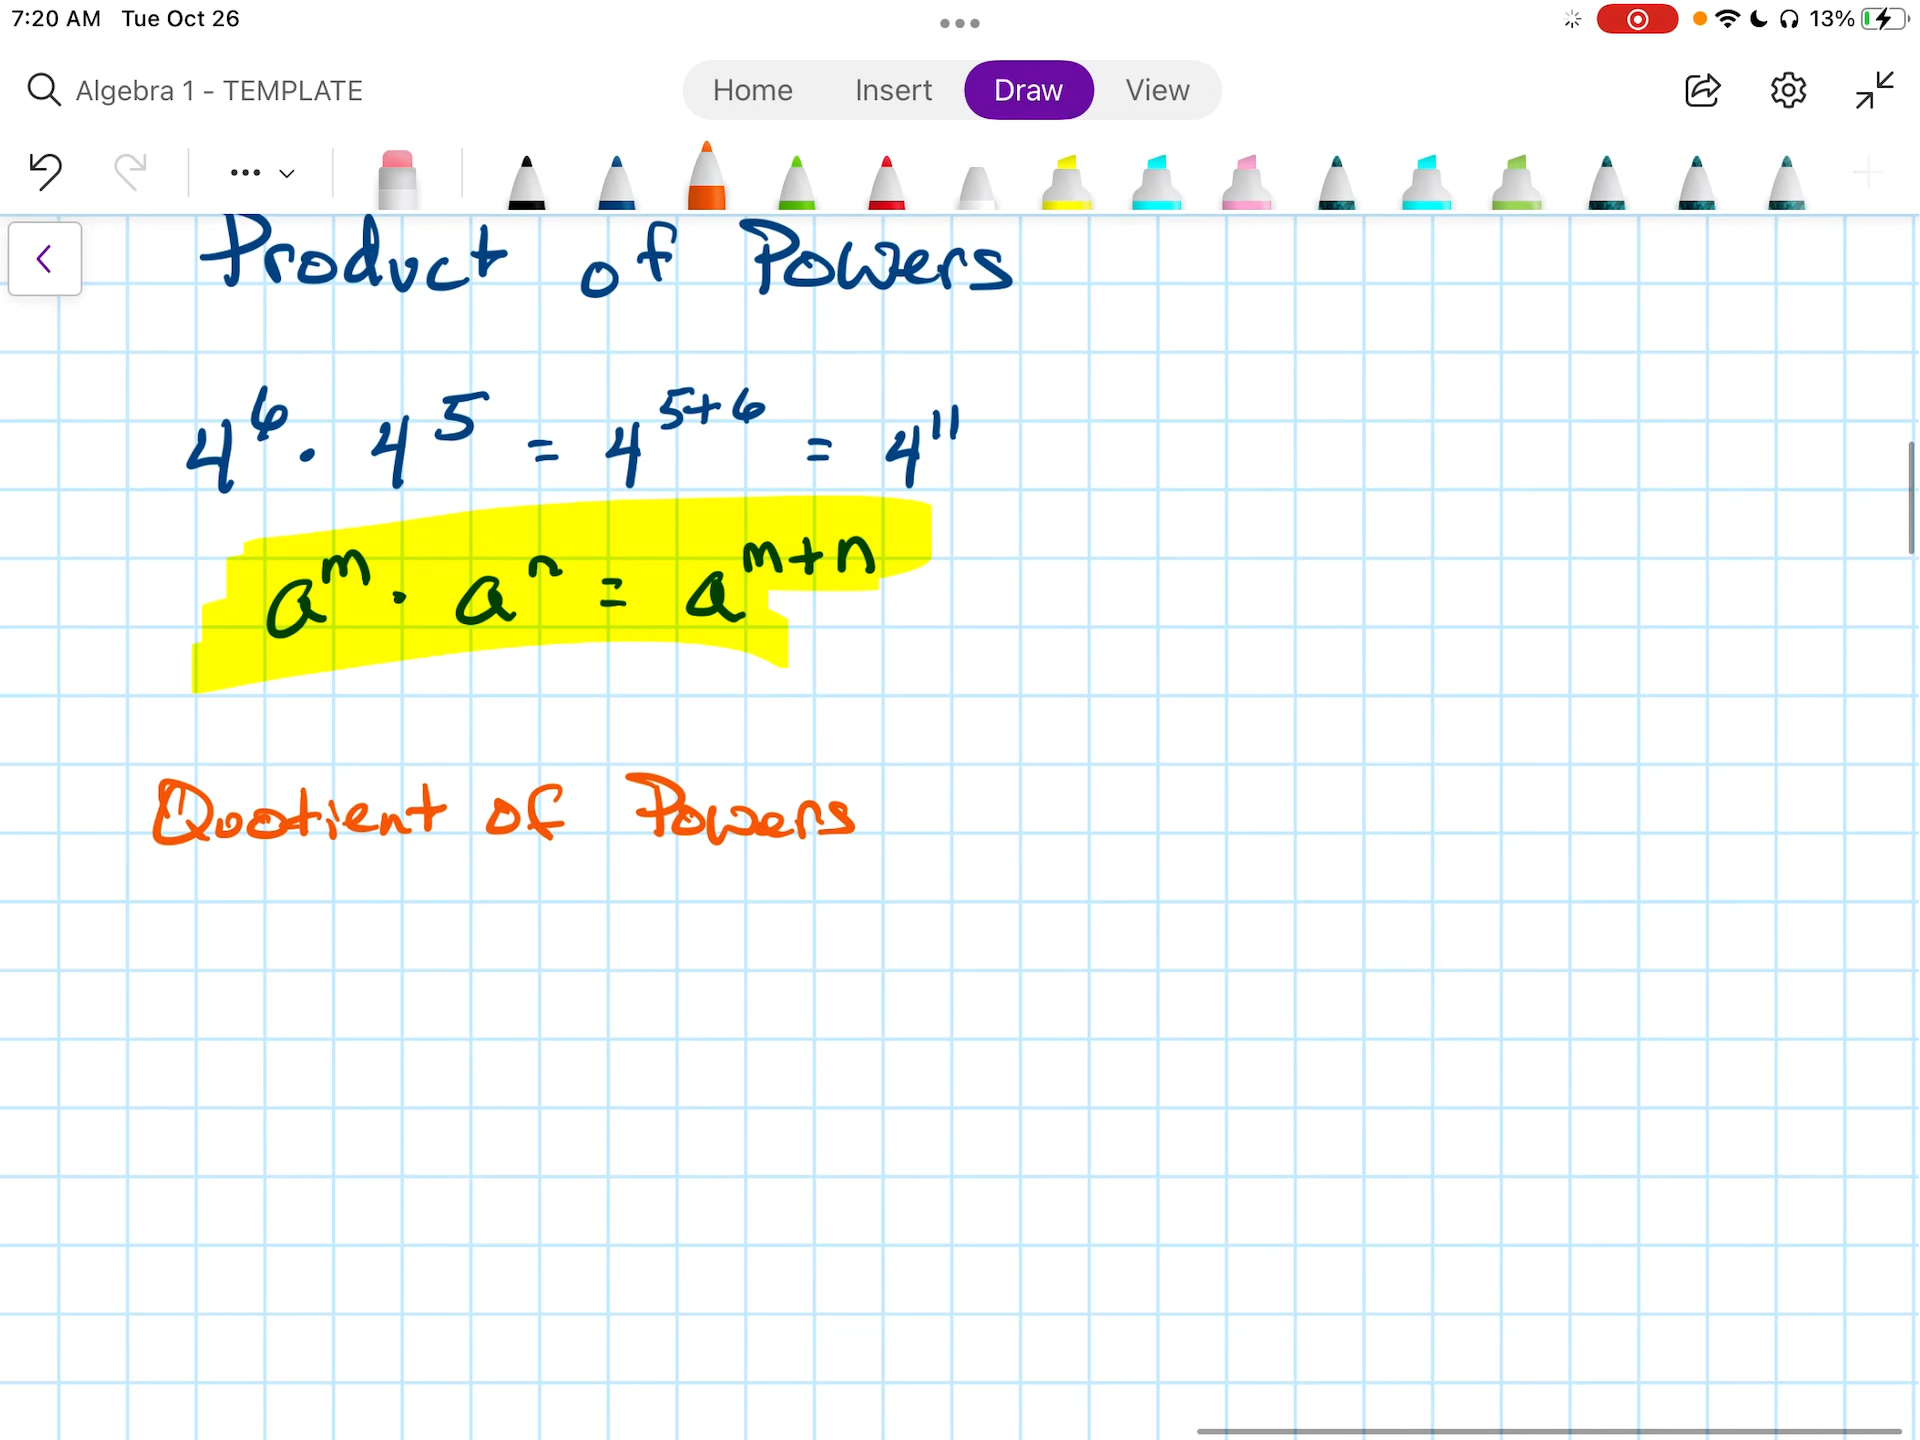 7:20 AM Tue Oct 26
13%
Algebra 1 - TEMPLATE
Home Insert Draw View
Product of Powers
4⁶ · 4⁵ = 4⁵⁺⁶ = 4¹¹
aᵐ · aⁿ = aᵐ⁺ⁿ
Quotient of Powers